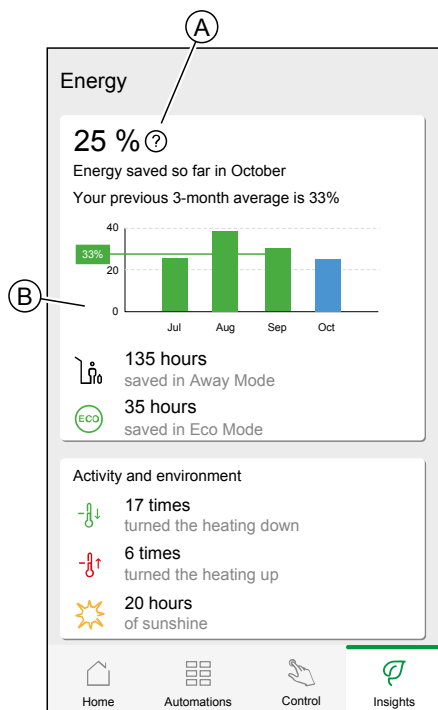 A
Energy
25 % ?
Energy saved so far in October
Your previous 3-month average is 33%
40
33%
20
B
0
Jul Aug Sep Oct
135 hours
saved in Away Mode
ECO
35 hours
saved in Eco Mode
Activity and environment
17 times
turned the heating down
6 times
turned the heating up
20 hours
of sunshine
Home Automations Control Insights